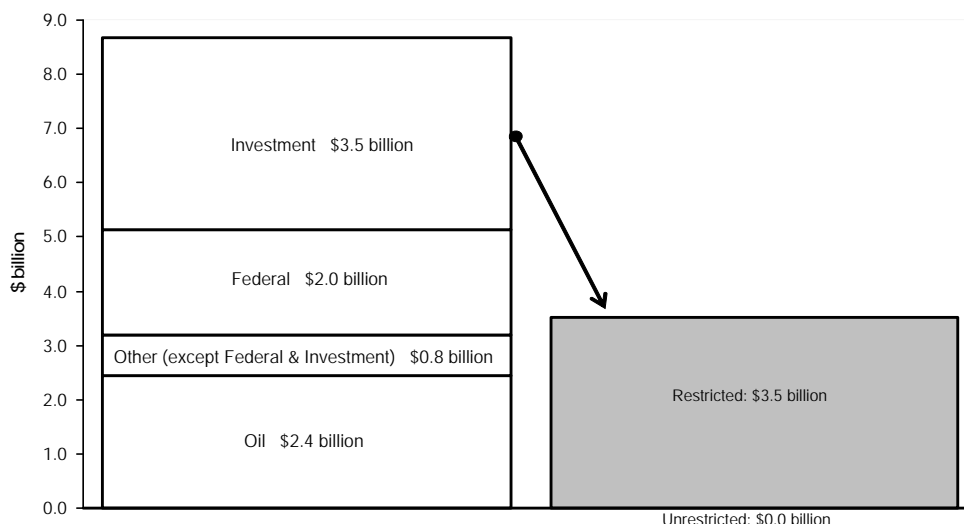 9.0
8.0
7.0
6.0
5.0
4.0
3.0
2.0
1.0
0.0
$ billion
Investment $3.5 billion
Federal $2.0 billion
Other (except Federal & Investment) $0.8 billion
Oil $2.4 billion
Restricted: $3.5 billion
Unrestricted: $0.0 billion